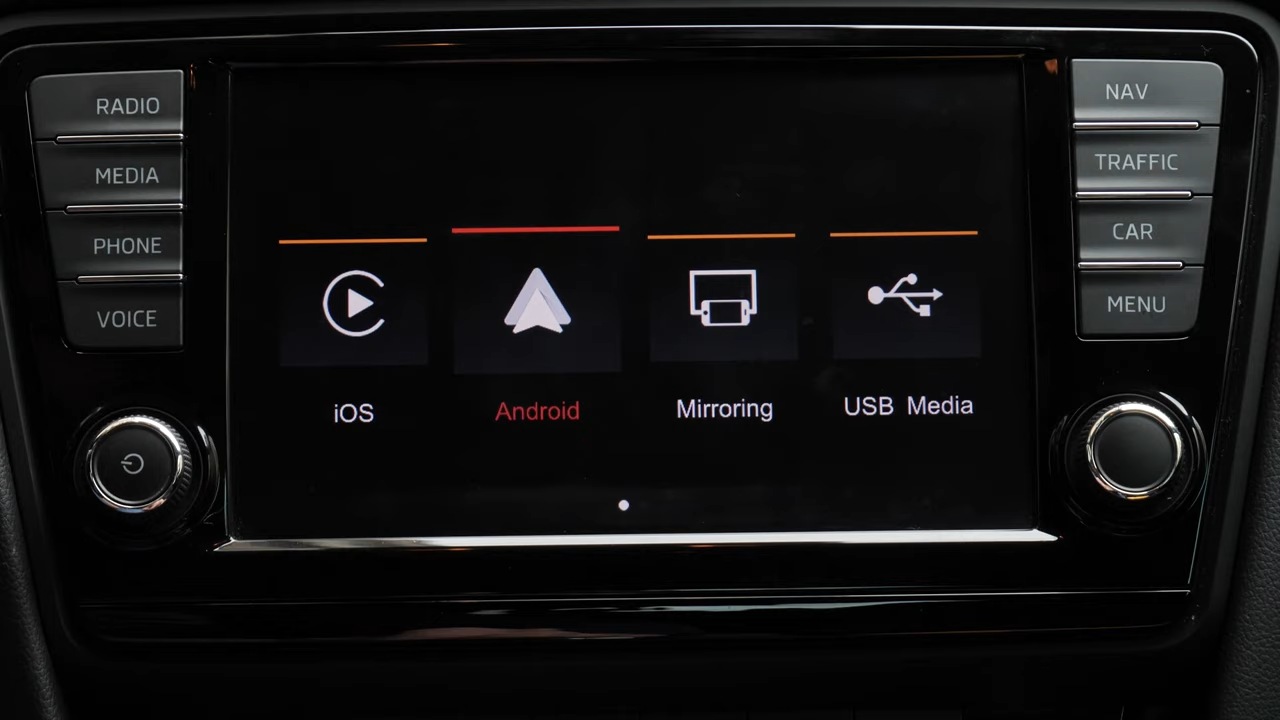 RADIO
MEDIA
PHONE
VOICE
iOS
Android
Mirroring
USB Media
NAV
TRAFFIC
CAR
MENU